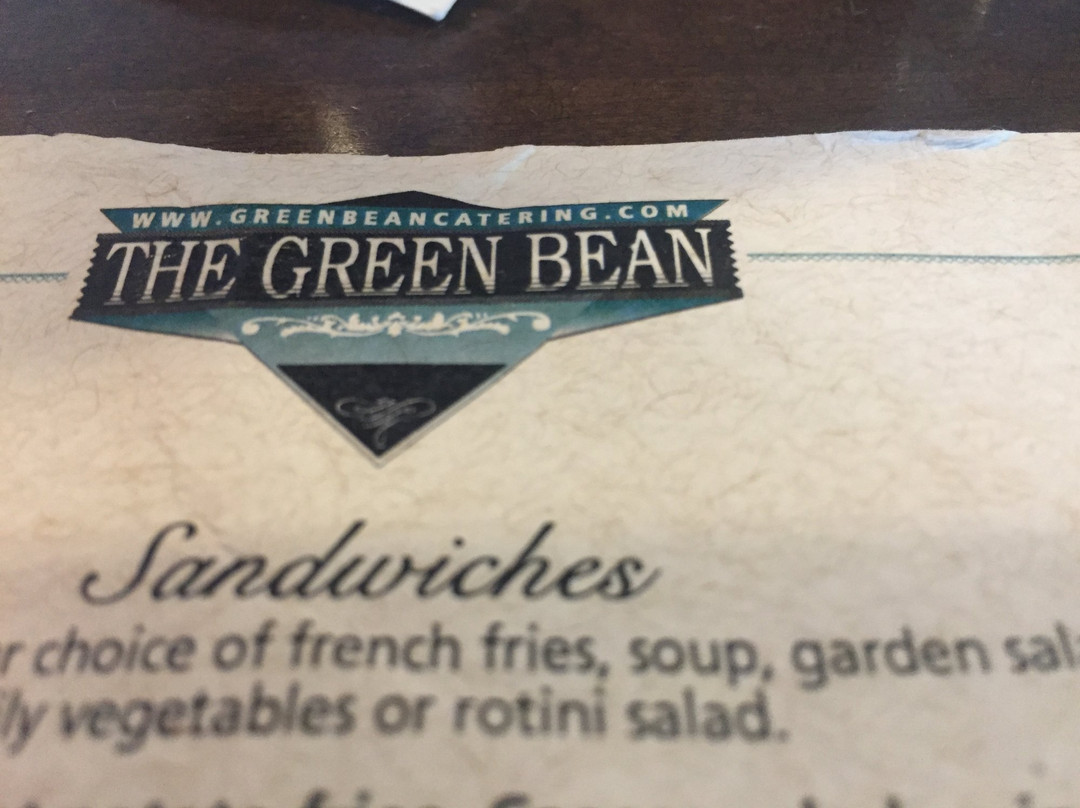 WWW.GREENBEANCATERING.COM
THE GREEN BEAN
Sandwiches
choice of french fries, soup, garden
vegetables or rotini salad.